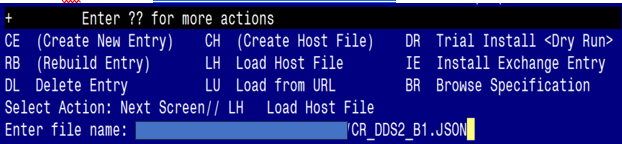 + Enter ?? for more actions
CE (Create New Entry) CH (Create Host File) DR Trial Install <Dry Run>
RB (Rebuild Entry) LH Load Host File IE Install Exchange Entry
DL Delete Entry LU Load from URL BR Browse Specification
Select Action: Next Screen// LH Load Host File
Enter file name: /CR_DDS2_B1.JSON